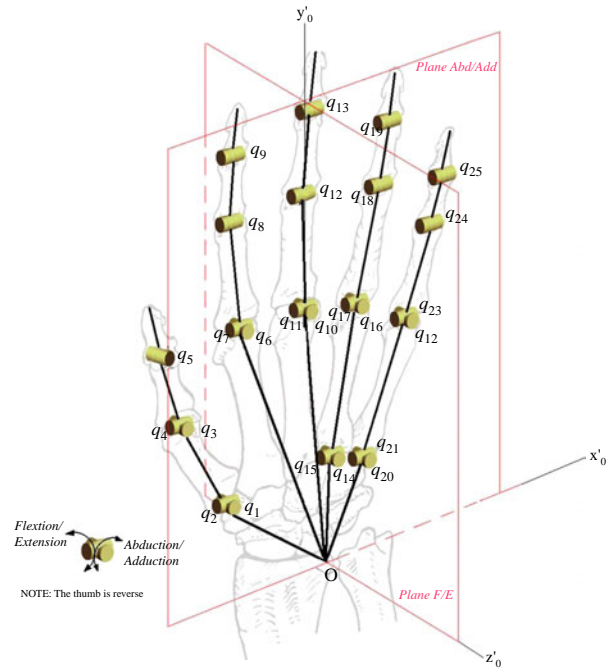 y'0
Plane Abd/Add
q13
q19
q9
q25
q12
q18
q8
q24
q23
q17
q11
q10
q16
q12
q7
q6
q5
q4
q3
q21
q15
q14
q20
x'0
q2
q1
Flextion/
Extension
Abduction/
Adduction
O
NOTE: The thumb is reverse
Plane F/E
z'0